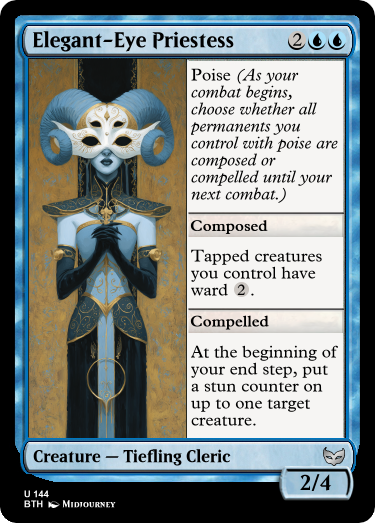 Elegant-Eye Priestess 2
Poise (As your
combat begins,
choose whether all
permanents you
control with poise are
composed or
compelled until your
next combat.)
Composed
Tapped creatures
you control have
ward 2.
Compelled
At the beginning of
your end step, put
a stun counter on
up to one target
creature.
Creature — Tiefling Cleric
2/4
U 144
BTH Midjourney